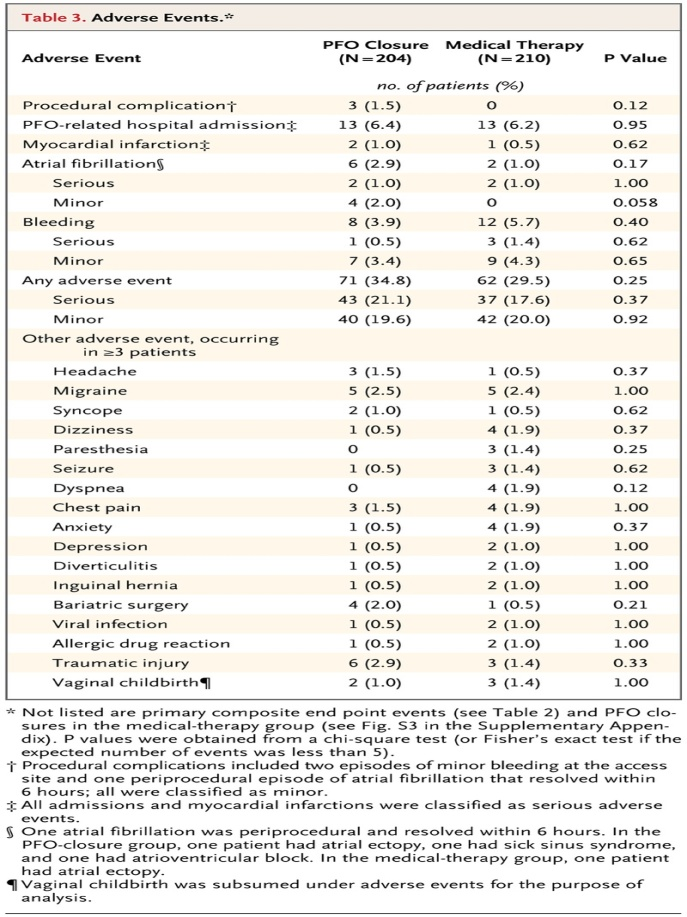 Table 3. Adverse Events.*
Adverse Event PFO Closure (N=204) Medical Therapy (N=210) P Value
no. of patients (%)
Procedural complication† 3 (1.5) 0 0.12
PFO-related hospital admission‡ 13 (6.4) 13 (6.2) 0.95
Myocardial infarction‡ 2 (1.0) 1 (0.5) 0.62
Atrial fibrillation§ 6 (2.9) 2 (1.0) 0.17
Serious 2 (1.0) 2 (1.0) 1.00
Minor 4 (2.0) 0 0.058
Bleeding 8 (3.9) 12 (5.7) 0.40
Serious 1 (0.5) 3 (1.4) 0.62
Minor 7 (3.4) 9 (4.3) 0.65
Any adverse event 71 (34.8) 62 (29.5) 0.25
Serious 43 (21.1) 37 (17.6) 0.37
Minor 40 (19.6) 42 (20.0) 0.92
Other adverse event, occurring
in ≥3 patients
Headache 3 (1.5) 1 (0.5) 0.37
Migraine 5 (2.5) 5 (2.4) 1.00
Syncope 2 (1.0) 1 (0.5) 0.62
Dizziness 1 (0.5) 4 (1.9) 0.37
Paresthesia 0 3 (1.4) 0.25
Seizure 1 (0.5) 3 (1.4) 0.62
Dyspnea 0 4 (1.9) 0.12
Chest pain 3 (1.5) 4 (1.9) 1.00
Anxiety 1 (0.5) 4 (1.9) 0.37
Depression 1 (0.5) 2 (1.0) 1.00
Diverticulitis 1 (0.5) 2 (1.0) 1.00
Inguinal hernia 1 (0.5) 2 (1.0) 1.00
Bariatric surgery 4 (2.0) 1 (0.5) 0.21
Viral infection 1 (0.5) 2 (1.0) 1.00
Allergic drug reaction 1 (0.5) 2 (1.0) 1.00
Traumatic injury 6 (2.9) 3 (1.4) 0.33
Vaginal childbirth¶ 2 (1.0) 3 (1.4) 1.00
* Not listed are primary composite end point events (see Table 2) and PFO clo-
sures in the medical-therapy group (see Fig. S3 in the Supplementary Appen-
dix). P values were obtained from a chi-square test (or Fisher's exact test if the
expected number of events was less than 5).
† Procedural complications included two episodes of minor bleeding at the access
site and one periprocedural episode of atrial fibrillation that resolved within
6 hours; all were classified as minor.
‡ All admissions and myocardial infarctions were classified as serious adverse
events.
§ One atrial fibrillation was periprocedural and resolved within 6 hours. In the
PFO-closure group, one patient had atrial ectopy, one had sick sinus syndrome,
and one had atrioventricular block. In the medical-therapy group, one patient
had atrial ectopy.
¶ Vaginal childbirth was subsumed under adverse events for the purpose of
analysis.